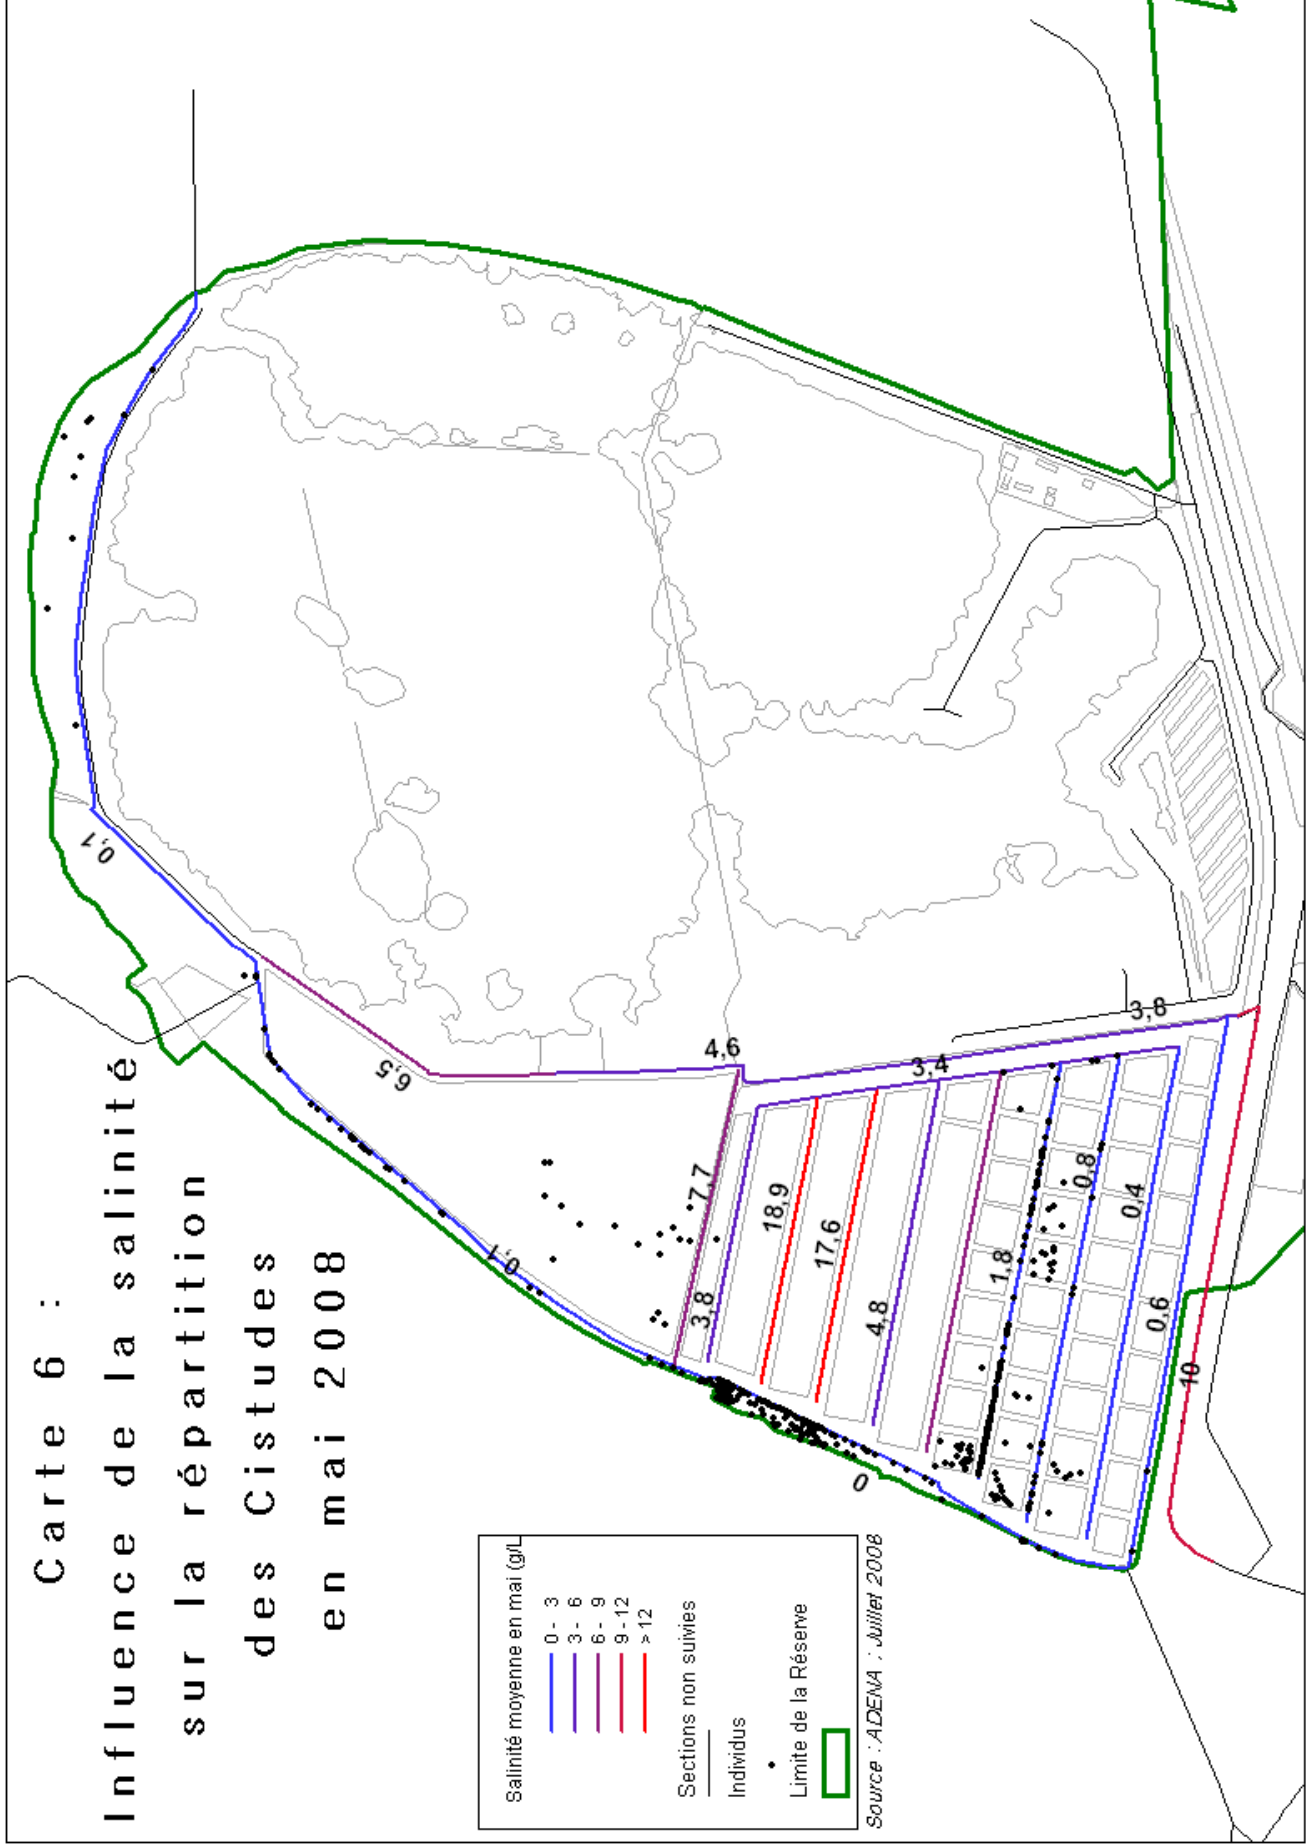 Carte 6 :
Influence de la salinité
sur la répartition
des Cistudes
en mai 2008
0,1
6,5
0,1
4,6
7,7
3,8
3,4
3,8
18,9
17,6
4,8
1,8
0,8
0,4
0,6
10
0
Salinité moyenne en mai (g/L
0 - 3
3 - 6
6 - 9
9 - 12
> 12
Sections non suivies
Individus
Limite de la Réserve
Source : ADENA ; Juillet 2008